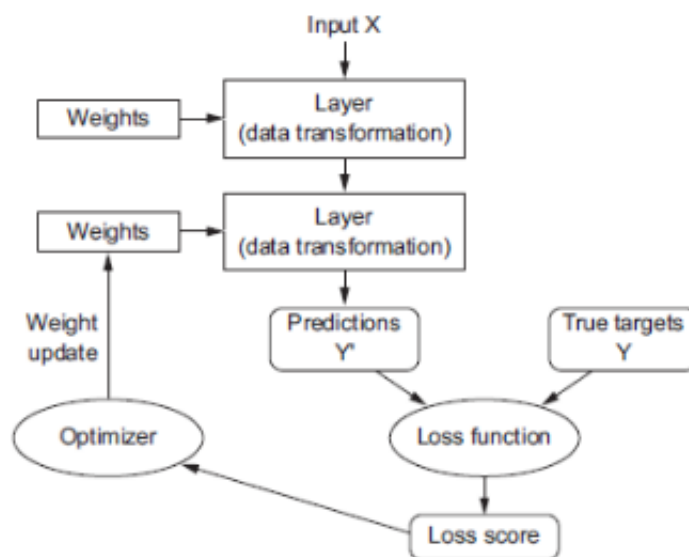 Input X
Layer
(data transformation)
Weights
Layer
(data transformation)
Weights
Weight
update
Predictions
Y'
True targets
Y
Optimizer
Loss function
Loss score